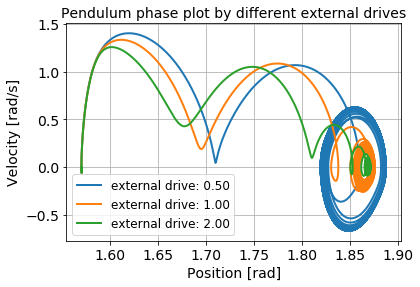 Pendulum phase plot by different external drives
Velocity [rad/s]
1.5
1.0
0.5
0.0
−0.5
external drive: 0.50
external drive: 1.00
external drive: 2.00
1.60 1.65 1.70 1.75 1.80 1.85 1.90
Position [rad]